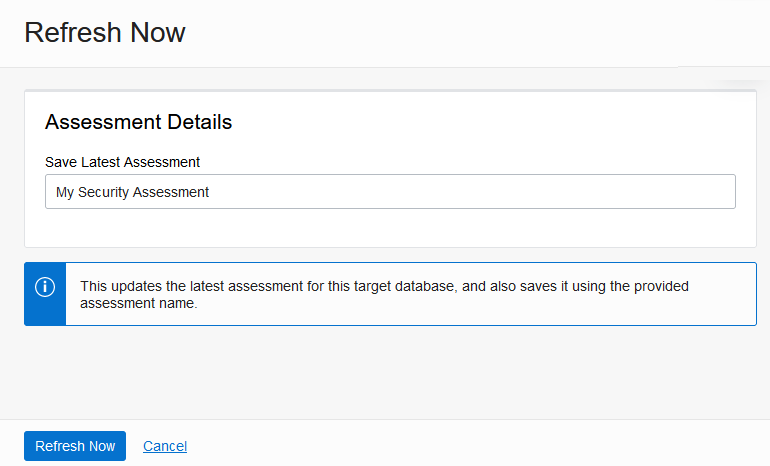 Refresh Now
Assessment Details
Save Latest Assessment
My Security Assessment
This updates the latest assessment for this target database, and also saves it using the provided
assessment name.
Refresh Now Cancel